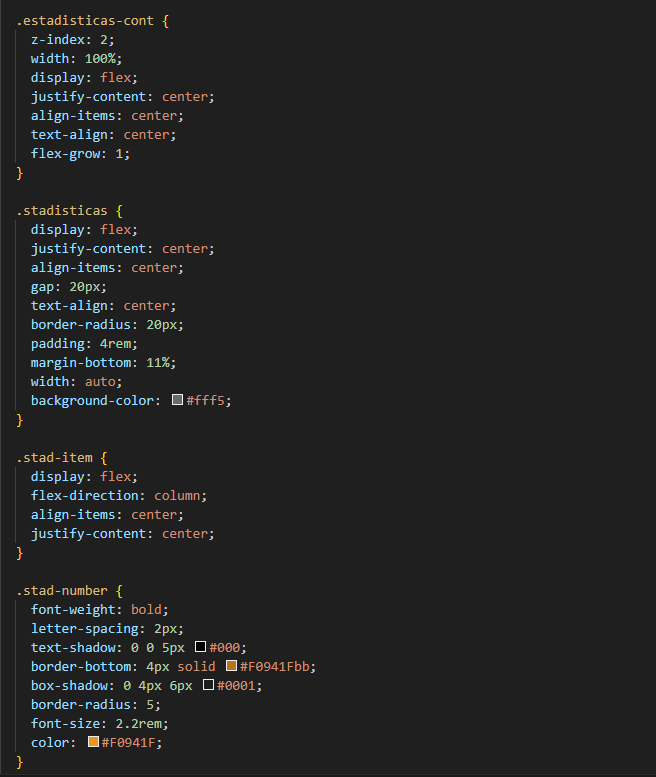 .estadisticas-cont {
  z-index: 2;
  width: 100%;
  display: flex;
  justify-content: center;
  align-items: center;
  text-align: center;
  flex-grow: 1;
}

.stadisticas {
  display: flex;
  justify-content: center;
  align-items: center;
  gap: 20px;
  text-align: center;
  border-radius: 20px;
  padding: 4rem;
  margin-bottom: 11%;
  width: auto;
  background-color: #fff5;
}

.stad-item {
  display: flex;
  flex-direction: column;
  align-items: center;
  justify-content: center;
}

.stad-number {
  font-weight: bold;
  letter-spacing: 2px;
  text-shadow: 0 0 5px #000;
  border-bottom: 4px solid #F0941Fbb;
  box-shadow: 0 4px 6px #0001;
  border-radius: 5;
  font-size: 2.2rem;
  color: #F0941F;
}